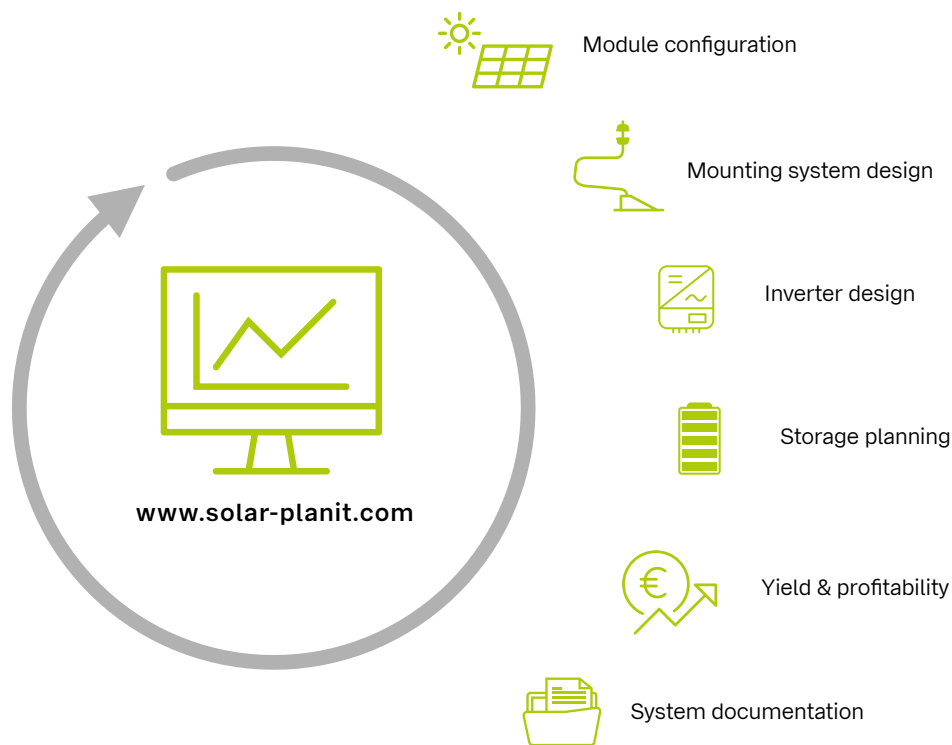 Module configuration
Mounting system design
Inverter design
Storage planning
www.solar-planit.com
Yield & profitability
System documentation